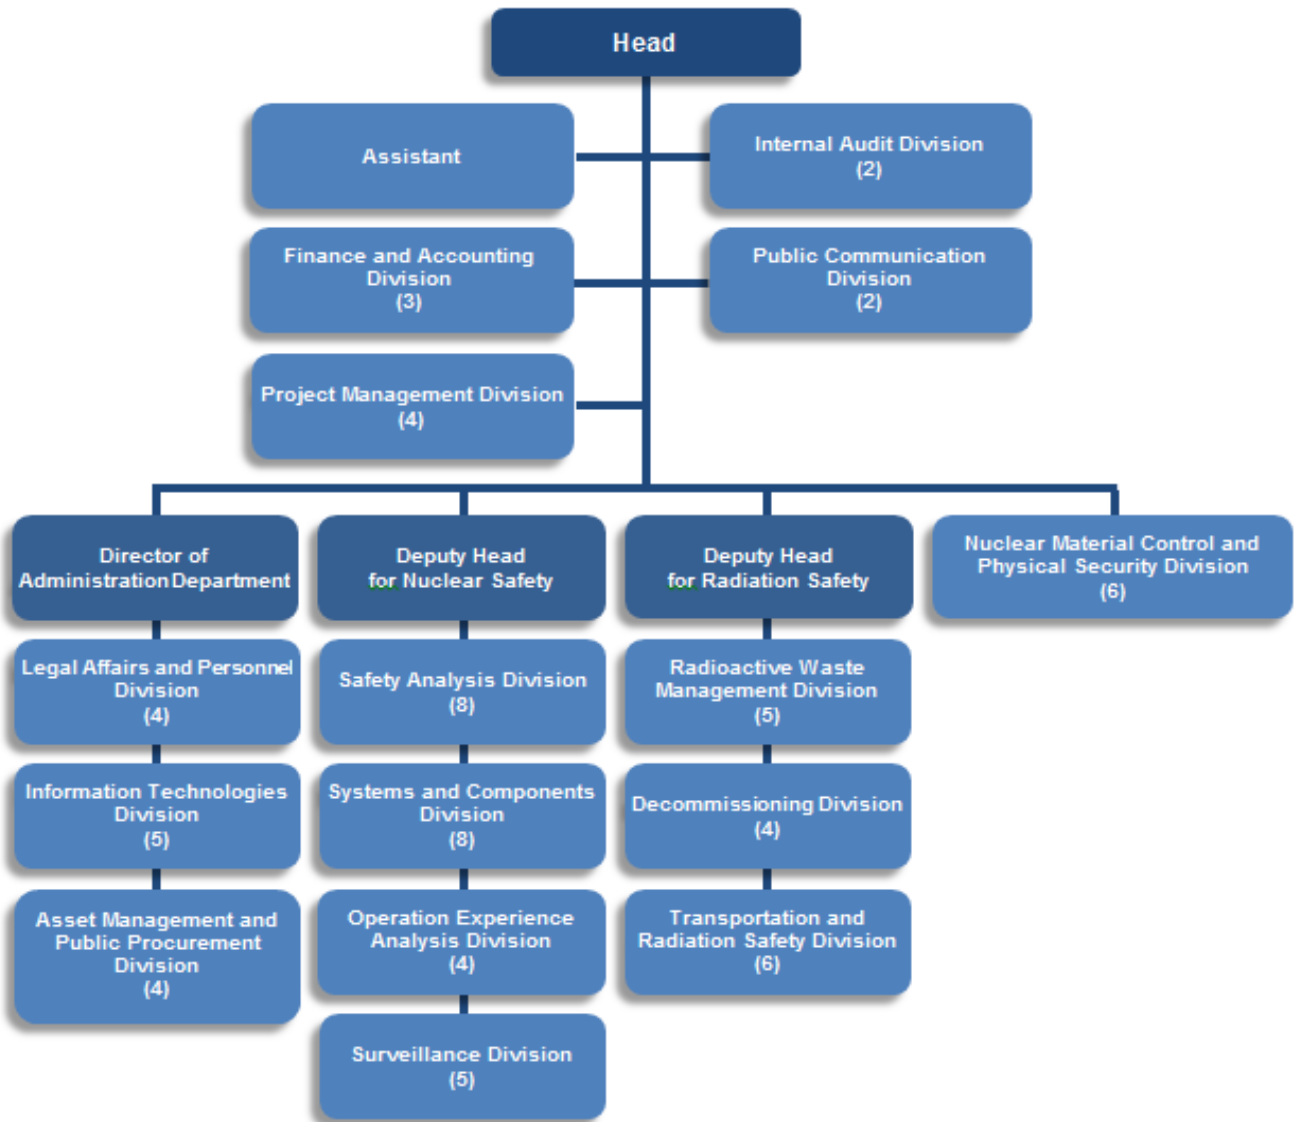 Head
Assistant
Internal Audit Division
(2)
Finance and Accounting
Division
(3)
Public Communication
Division
(2)
Project Management Division
(4)
Director of
Administration Department
Deputy Head
for Nuclear Safety
Deputy Head
for Radiation Safety
Nuclear Material Control and
Physical Security Division
(6)
Legal Affairs and Personnel
Division
(4)
Safety Analysis Division
(8)
Radioactive Waste
Management Division
(5)
Information Technologies
Division
(5)
Systems and Components
Division
(8)
Decommissioning Division
(4)
Asset Management and
Public Procurement
Division
(4)
Operation Experience
Analysis Division
(4)
Transportation and
Radiation Safety Division
(6)
Surveillance Division
(5)